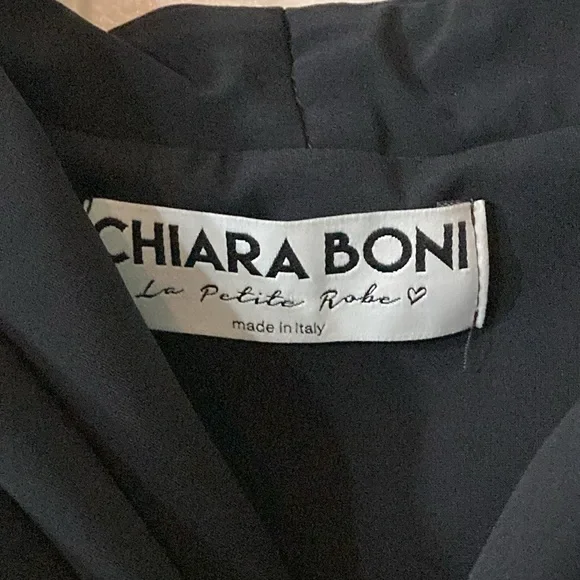 CHIARA BONI
La Petite Robe ♡
made in Italy